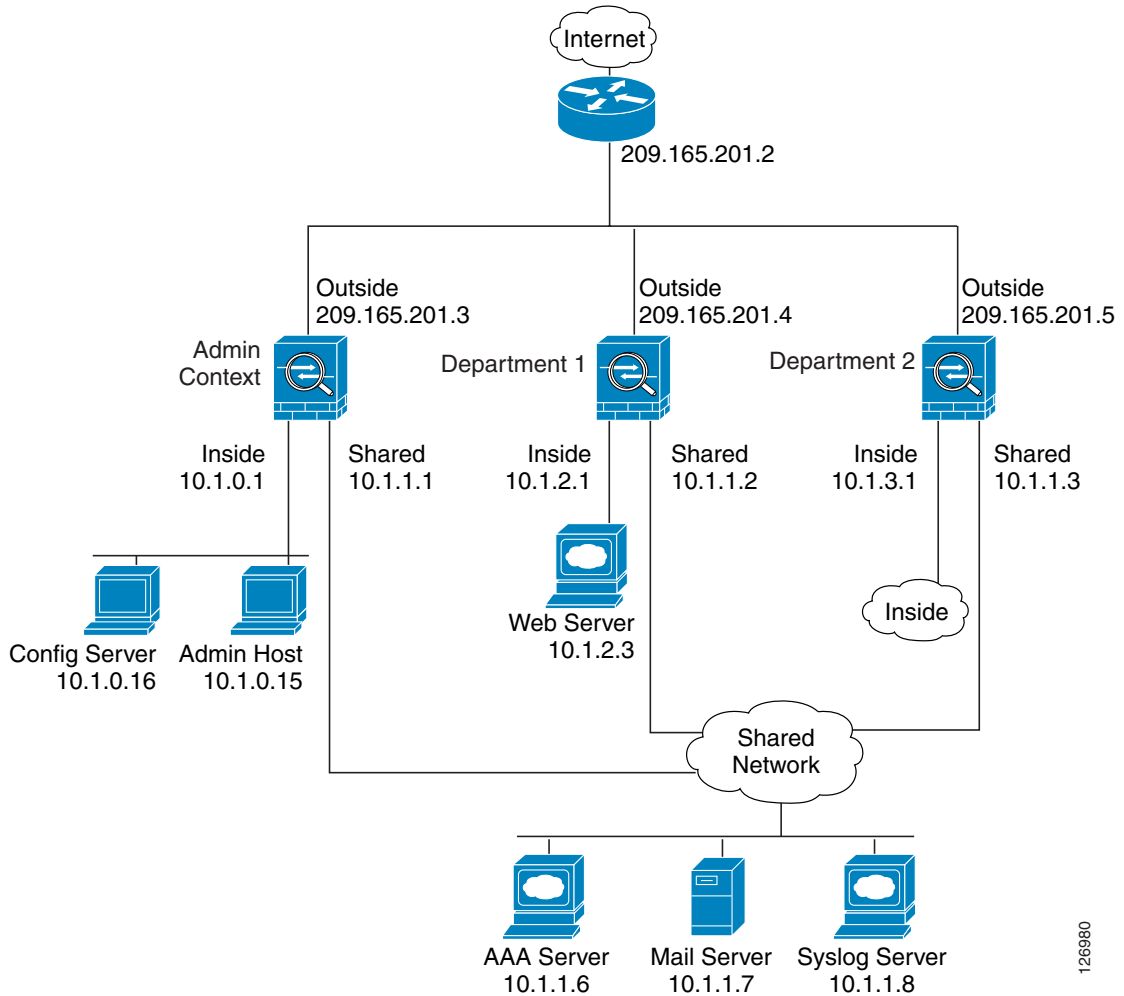 Internet
209.165.201.2
Outside
209.165.201.3
Outside
209.165.201.4
Outside
209.165.201.5
Admin
Context
Department 1
Department 2
Inside
10.1.0.1
Shared
10.1.1.1
Inside
10.1.2.1
Shared
10.1.1.2
Inside
10.1.3.1
Shared
10.1.1.3
Config Server
10.1.0.16
Admin Host
10.1.0.15
Web Server
10.1.2.3
Inside
Shared
Network
AAA Server
10.1.1.6
Mail Server
10.1.1.7
Syslog Server
10.1.1.8
126980